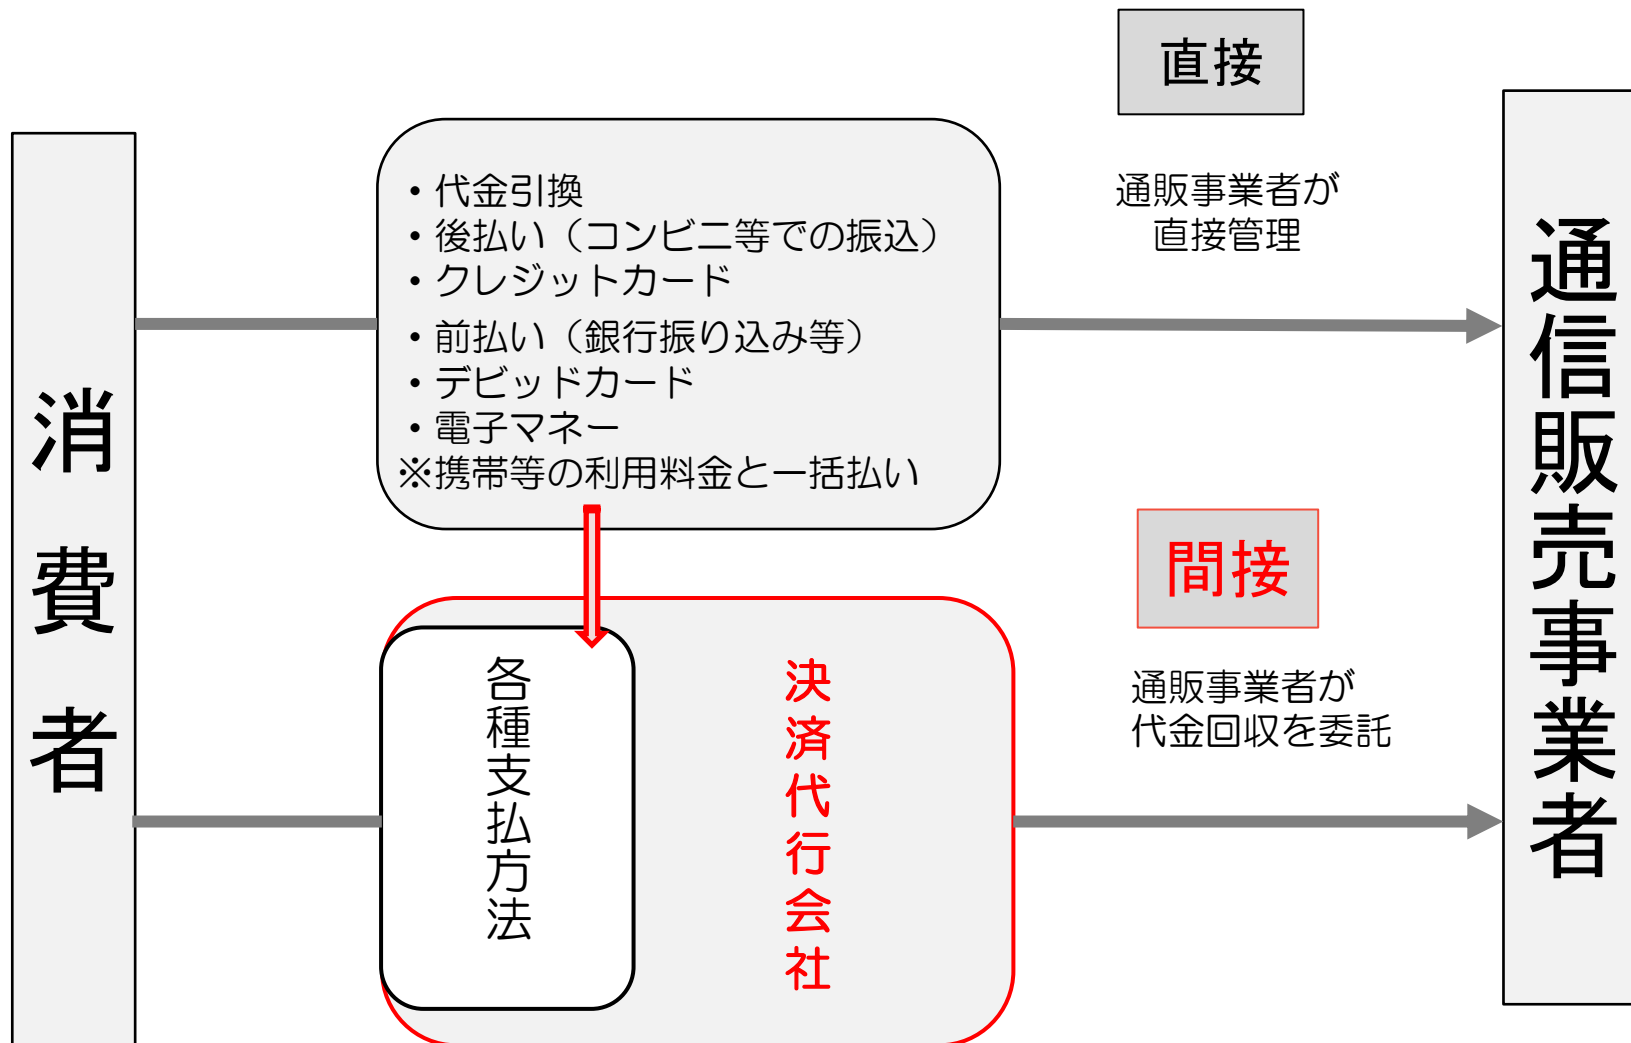 消費者
・代金引換
・後払い（コンビニ等での振込）
・クレジットカード
・前払い（銀行振り込み等）
・デビッドカード
・電子マネー
※携帯等の利用料金と一括払い
直接
通販事業者が
直接管理
各種支払方法
決済代行会社
間接
通販事業者が
代金回収を委託
通信販売事業者